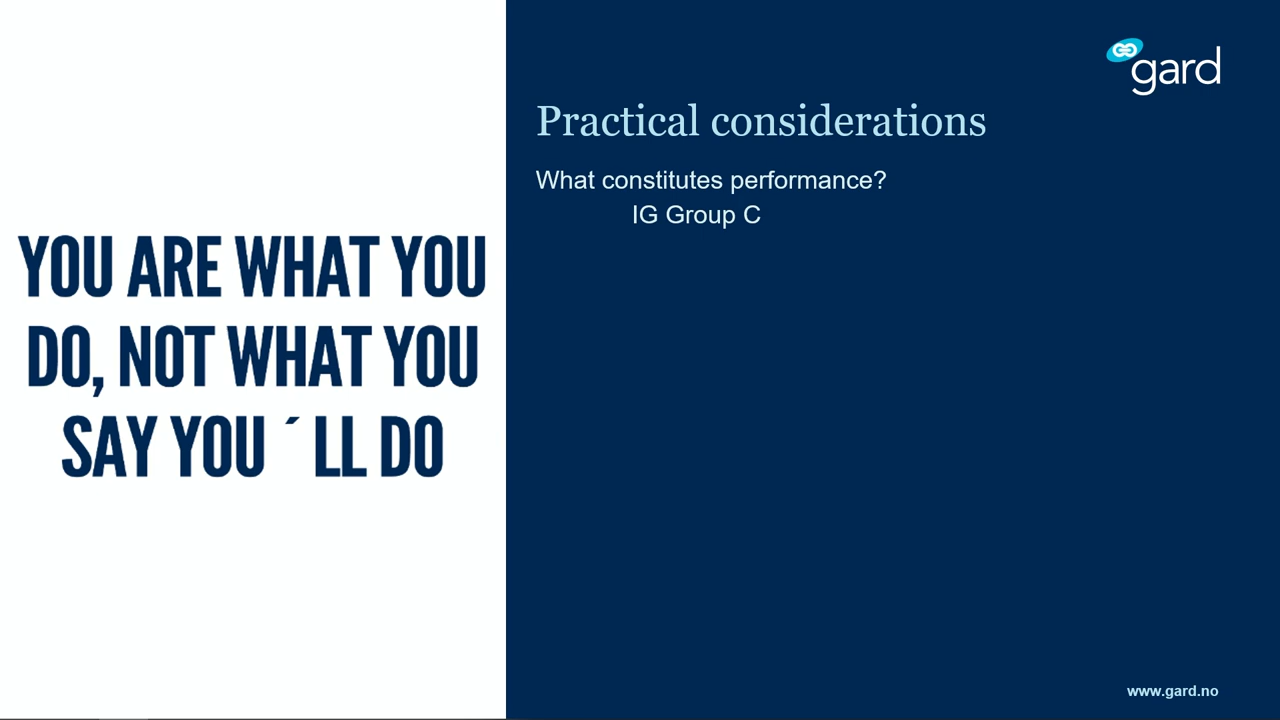 YOU ARE WHAT YOU
DO, NOT WHAT YOU
SAY YOU ´ LL DO
gard
Practical considerations
What constitutes performance?
IG Group C
www.gard.no